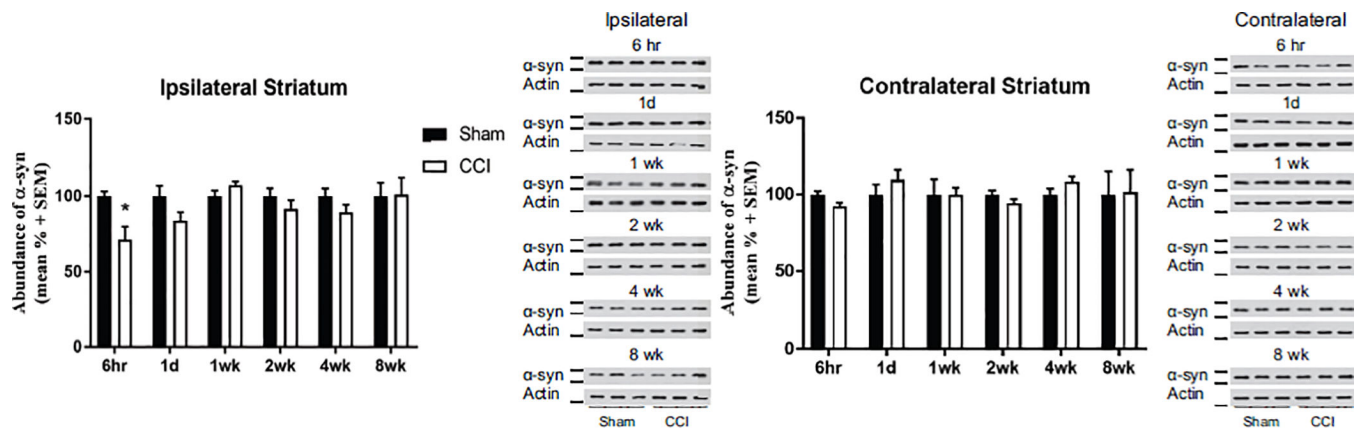 Ipsilateral Striatum
Abundance of α-syn
(mean % + SEM)
150
100
50
0
*
6hr 1d 1wk 2wk 4wk 8wk
Sham
CCI
Ipsilateral
6 hr
α-syn
Actin
1d
α-syn
Actin
1 wk
α-syn
Actin
2 wk
α-syn
Actin
4 wk
α-syn
Actin
8 wk
α-syn
Actin
Sham CCI
Contralateral Striatum
Abundance of α-syn
(mean % + SEM)
150
100
50
0
6hr 1d 1wk 2wk 4wk 8wk
Contralateral
6 hr
α-syn
Actin
1d
α-syn
Actin
1 wk
α-syn
Actin
2 wk
α-syn
Actin
4 wk
α-syn
Actin
8 wk
α-syn
Actin
Sham CCI